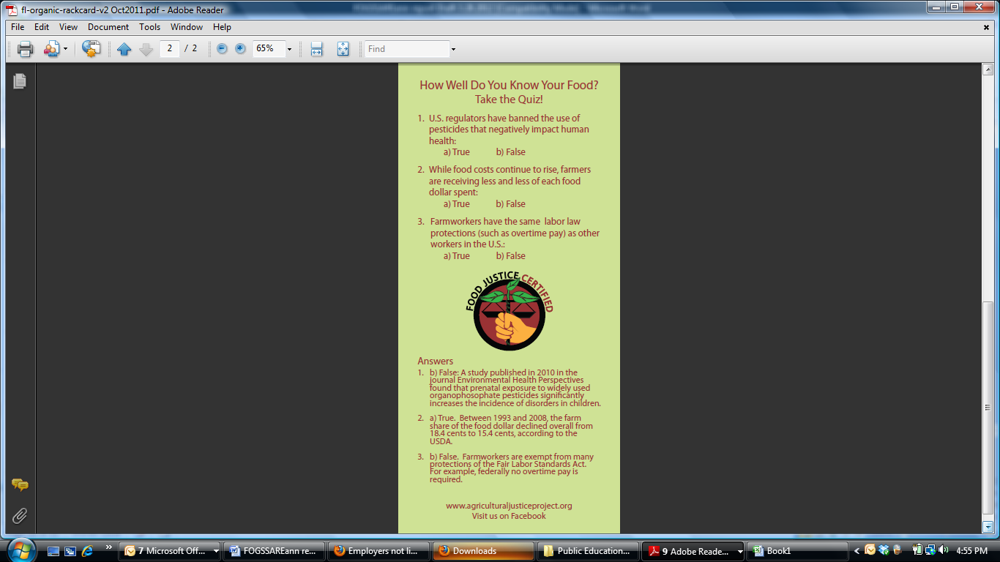 fl-organic-rackcard-v2 Oct2011.pdf - Adobe Reader
File Edit View Document Tools Window Help
2 / 2 65% Find
How Well Do You Know Your Food?
Take the Quiz!
1. U.S. regulators have banned the use of
pesticides that negatively impact human
health:
a) True b) False
2. While food costs continue to rise, farmers
are receiving less and less of each food
dollar spent:
a) True b) False
3. Farmworkers have the same labor law
protections (such as overtime pay) as other
workers in the U.S.:
a) True b) False
FOOD JUSTICE CERTIFIED
Answers
1. b) False: A study published in 2010 in the
journal Environmental Health Perspectives
found that prenatal exposure to widely used
organophosophate pesticides significantly
increases the incidence of disorders in children.
2. a) True. Between 1993 and 2008, the farm
share of the food dollar declined overall from
18.4 cents to 15.4 cents, according to the
USDA.
3. b) False. Farmworkers are exempt from many
protections of the Fair Labor Standards Act.
For example, federally no overtime pay is
required.
www.agriculturaljusticeproject.org
Visit us on Facebook
7 Microsoft Off... FOGSSAREann re... Employers not li... Downloads Public Education... 9 Adobe Reade... Book1 4:55 PM